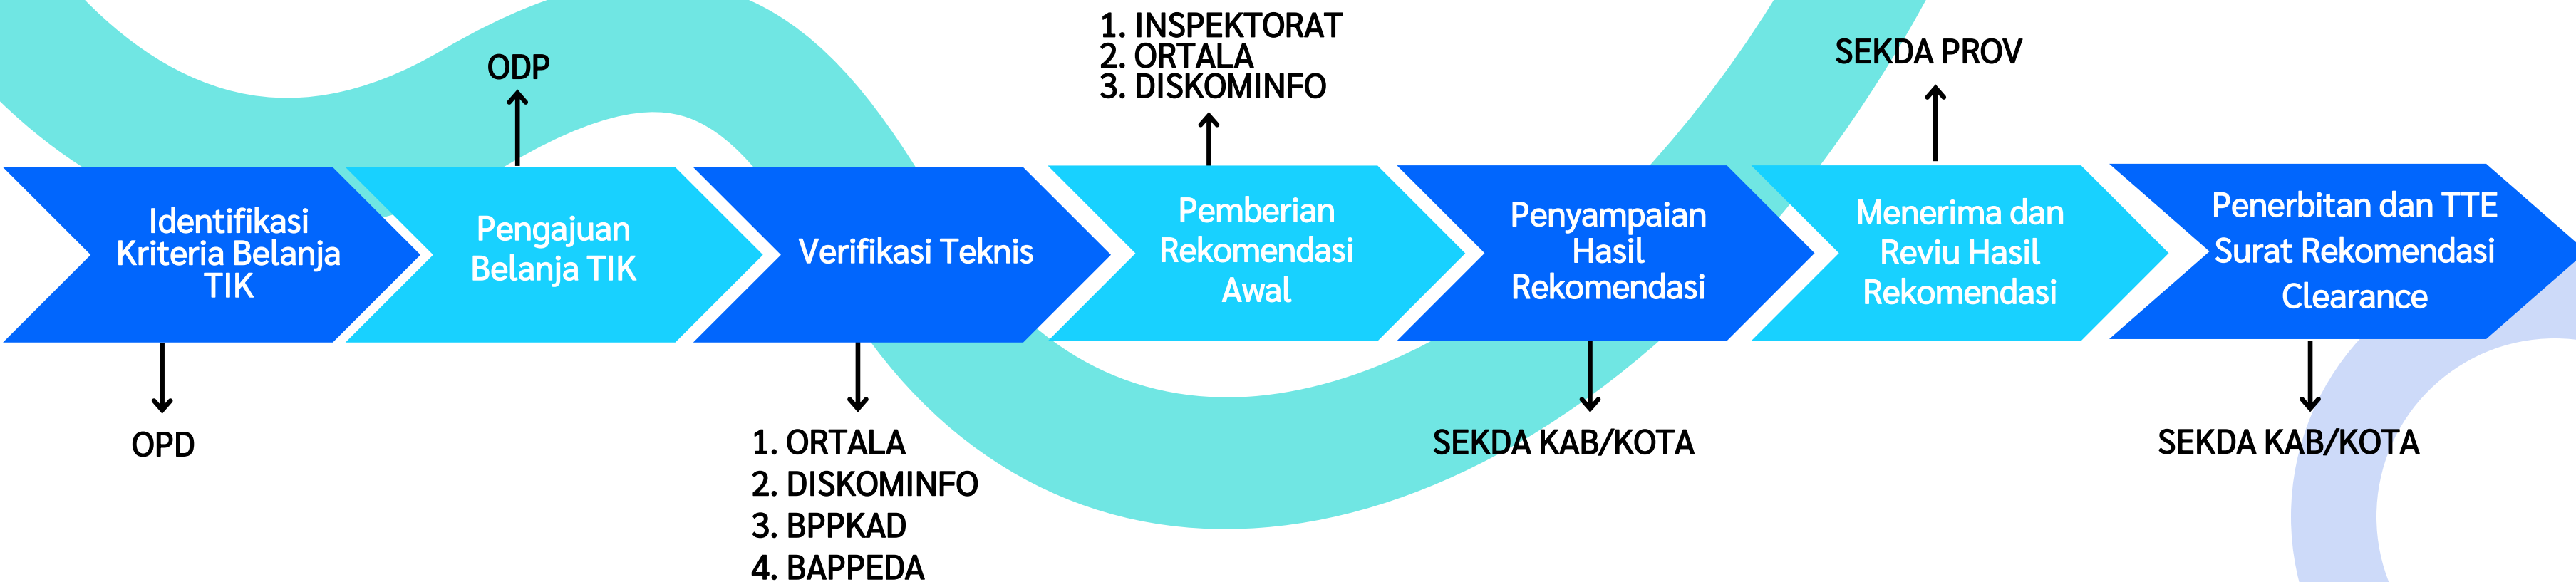 ODP
1. INSPEKTORAT
2. ORTALA
3. DISKOMINFO
SEKDA PROV
Identifikasi
Kriteria Belanja
TIK
Pengajuan
Belanja TIK
Verifikasi Teknis
Pemberian
Rekomendasi
Awal
Penyampaian
Hasil
Rekomendasi
Menerima dan
Reviu Hasil
Rekomendasi
Penerbitan dan TTE
Surat Rekomendasi
Clearance
OPD
1. ORTALA
2. DISKOMINFO
3. BPPKAD
4. BAPPEDA
SEKDA KAB/KOTA
SEKDA KAB/KOTA